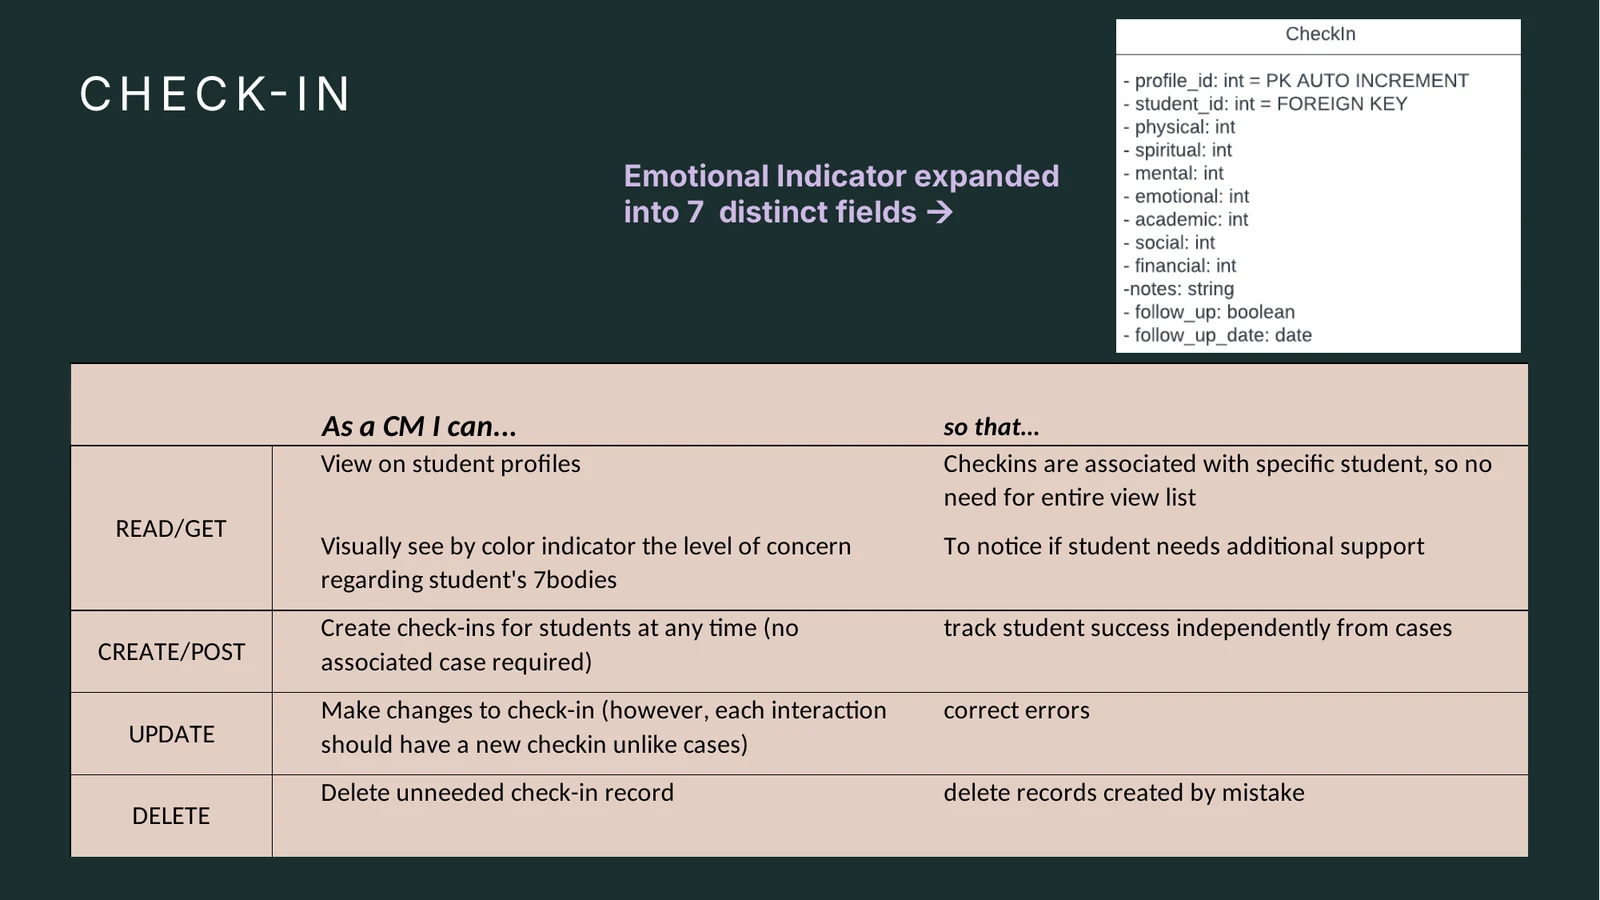 CHECK-IN
Emotional Indicator expanded
into 7  distinct fields →
CheckIn
- profile_id: int = PK AUTO INCREMENT
- student_id: int = FOREIGN KEY
- physical: int
- spiritual: int
- mental: int
- emotional: int
- academic: int
- social: int
- financial: int
-notes: string
- follow_up: boolean
- follow_up_date: date
As a CM I can...
so that...
READ/GET
View on student profiles
Checkins are associated with specific student, so no
need for entire view list
Visually see by color indicator the level of concern
regarding student's 7bodies
To notice if student needs additional support
CREATE/POST
Create check-ins for students at any time (no
associated case required)
track student success independently from cases
UPDATE
Make changes to check-in (however, each interaction
should have a new checkin unlike cases)
correct errors
DELETE
Delete unneeded check-in record
delete records created by mistake